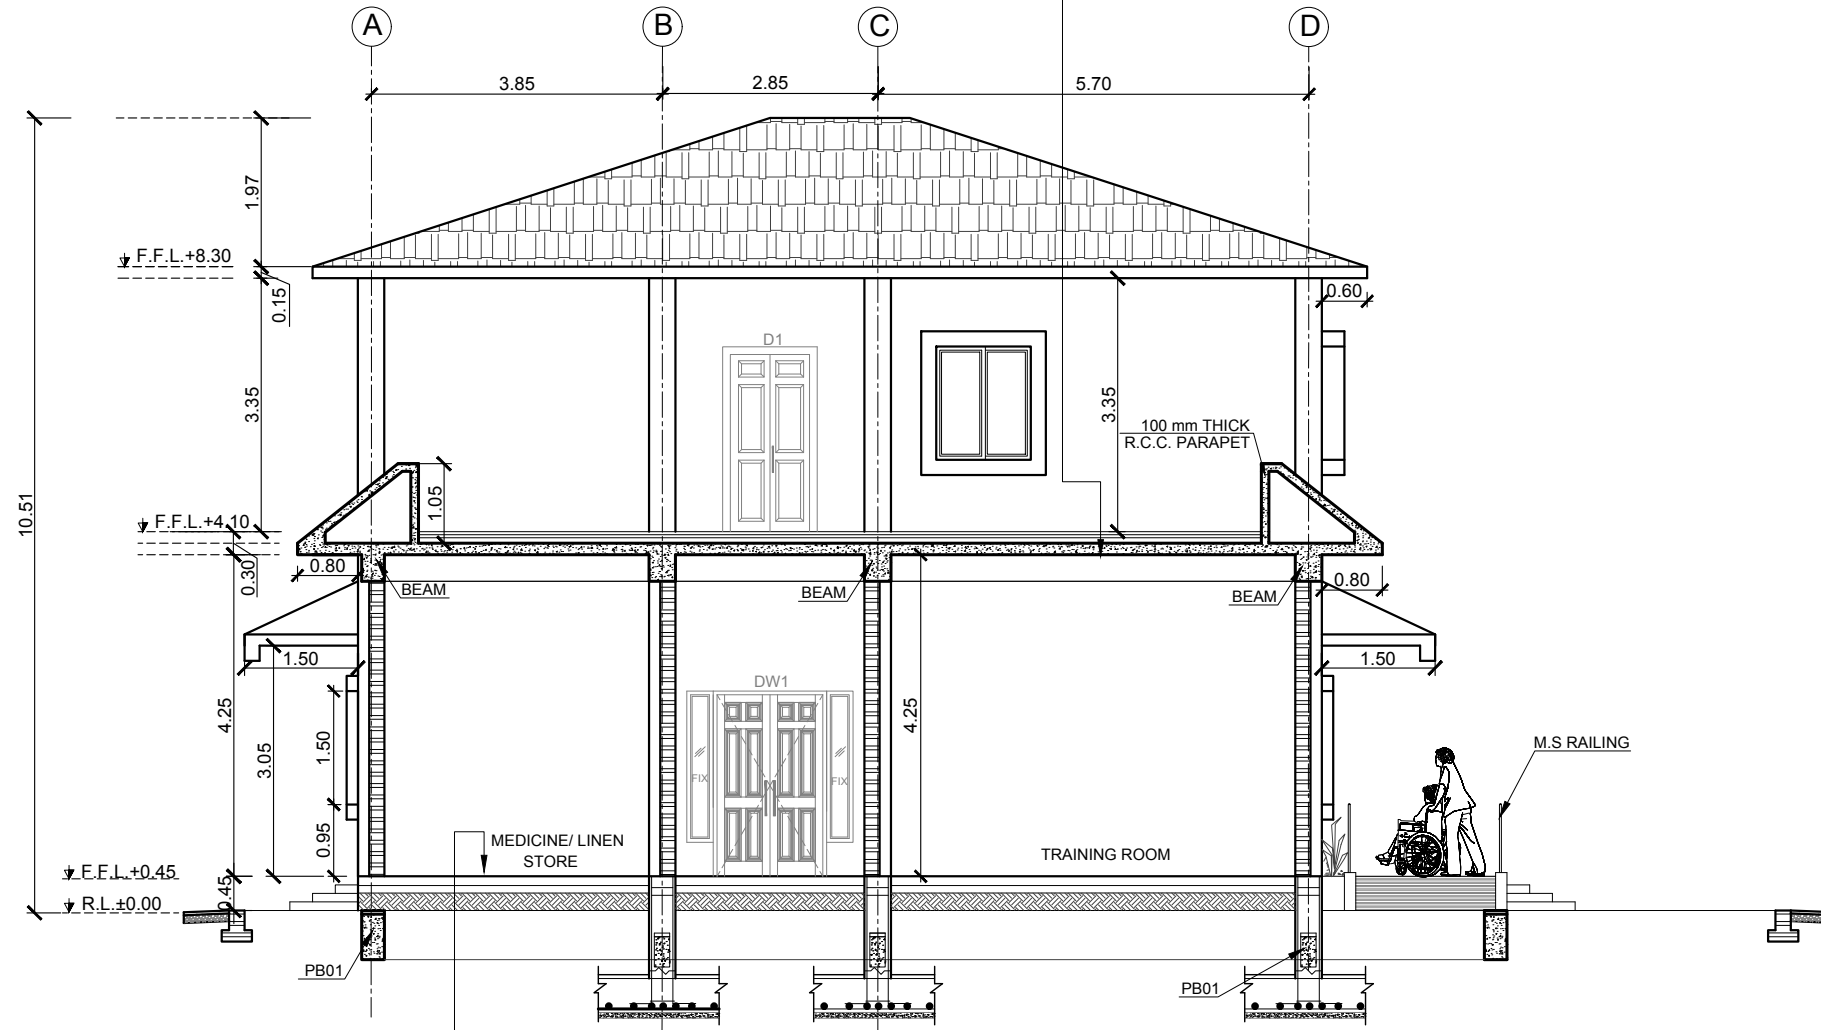 A
B
C
D
3.85
2.85
5.70
1.97
F.F.L.+8.30
0.15
0.60
D1
3.35
3.35
100 mm THICK
R.C.C. PARAPET
10.51
1.05
F.F.L.+4.10
0.30
0.80
BEAM
BEAM
BEAM
0.80
1.50
1.50
DW1
4.25
3.05
1.50
4.25
FIX
FIX
M.S RAILING
0.95
MEDICINE/ LINEN
STORE
TRAINING ROOM
F.F.L.+0.45
0.45
R.L.±0.00
PB01
PB01